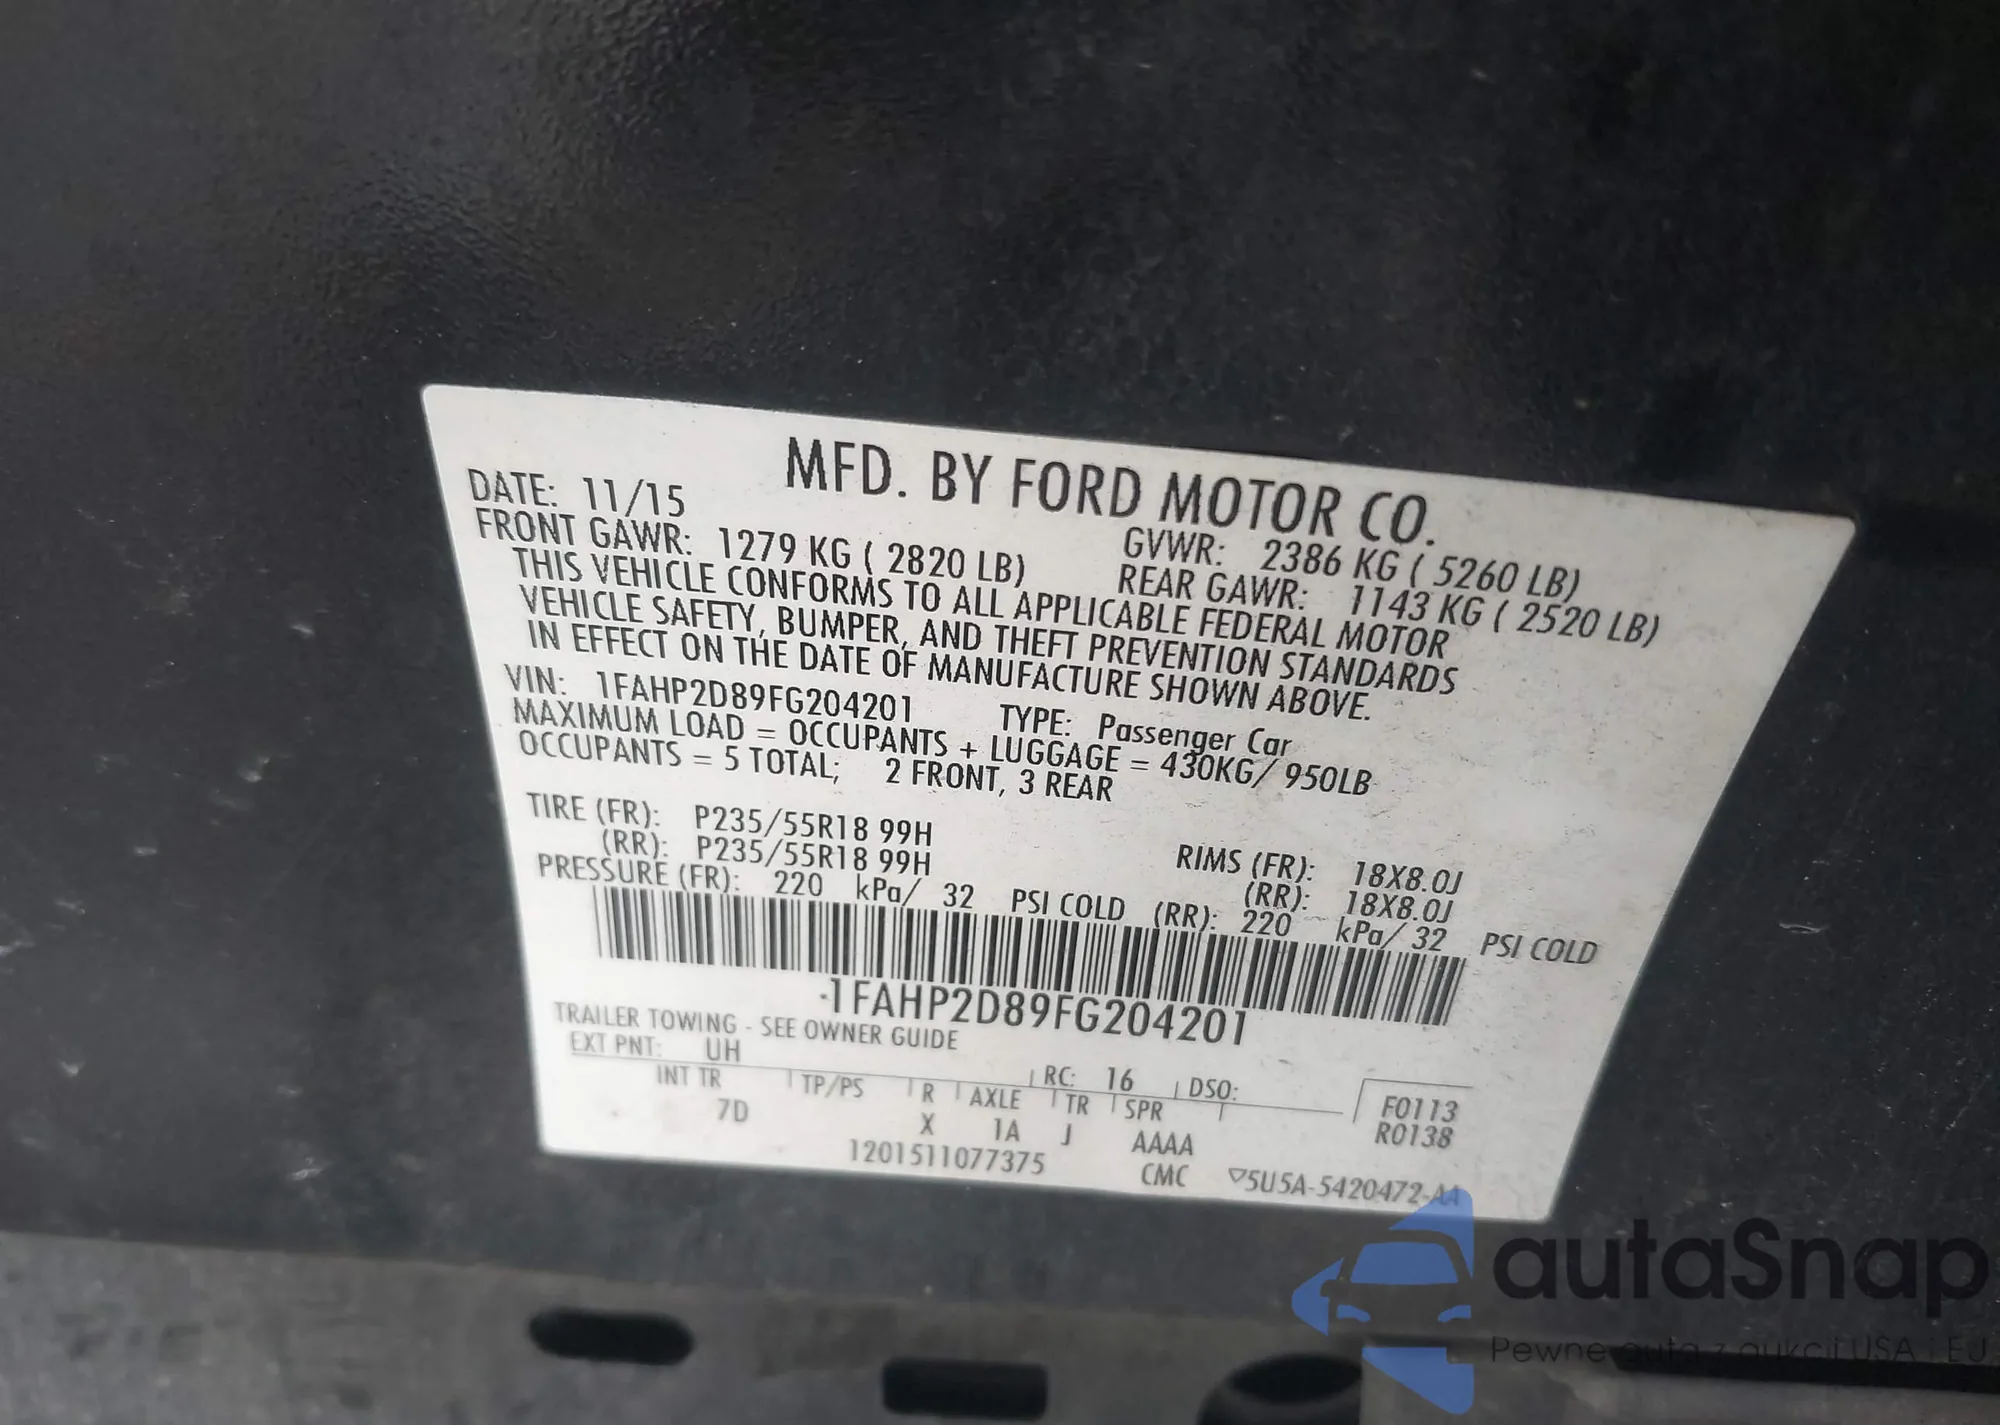 MFD. BY FORD MOTOR CO.
DATE: 11/15 GVWR: 2386 KG ( 5260 LB)
FRONT GAWR: 1279 KG ( 2820 LB) REAR GAWR: 1143 KG ( 2520 LB)
THIS VEHICLE CONFORMS TO ALL APPLICABLE FEDERAL MOTOR
VEHICLE SAFETY, BUMPER, AND THEFT PREVENTION STANDARDS
IN EFFECT ON THE DATE OF MANUFACTURE SHOWN ABOVE.
VIN: 1FAHP2D89FG204201 TYPE: Passenger Car
MAXIMUM LOAD = OCCUPANTS + LUGGAGE = 430KG/ 950LB
OCCUPANTS = 5 TOTAL; 2 FRONT, 3 REAR
TIRE (FR): P235/55R18 99H RIMS (FR): 18X8.0J
(RR): P235/55R18 99H (RR): 18X8.0J
PRESSURE (FR): 220 kPa/ 32 PSI COLD (RR): 220 kPa/ 32 PSI COLD
1FAHP2D89FG204201
TRAILER TOWING - SEE OWNER GUIDE
EXT PNT: UH RC: 16 DSO: F0113
INT TR TP/PS R AXLE TR SPR R0138
7D X 1A J AAAA
1201511077375 CMC ▽5U5A-5420472-AA
autaSnap
Pewne auta z aukcji USA i EU